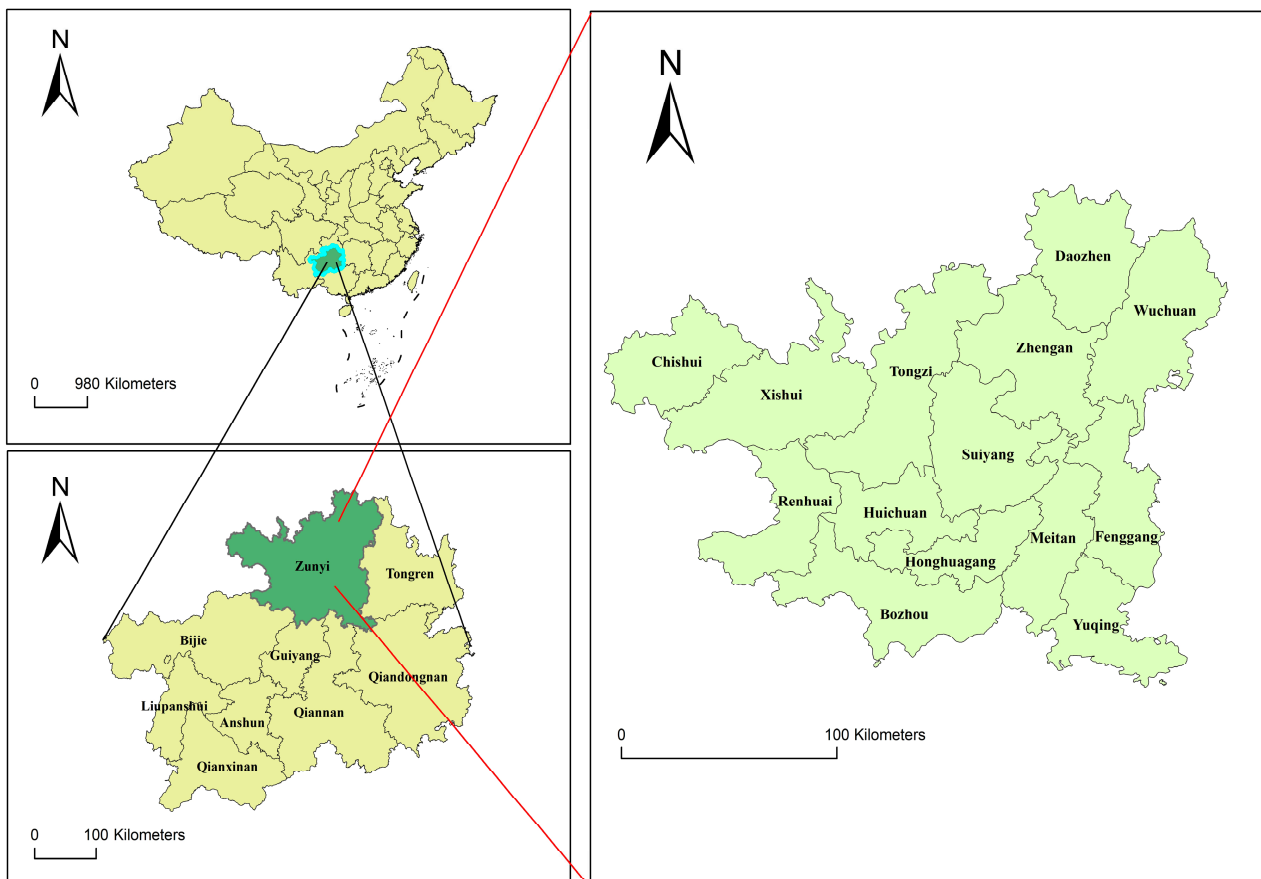 N
0 980 Kilometers
N
Zunyi
Tongren
Bijie
Guiyang
Qiandongnan
Liupanshui
Anshun
Qiannan
Qianxinan
0 100 Kilometers
N
Daozhen
Wuchuan
Zhengan
Chishui
Tongzi
Xishui
Suiyang
Renhuai
Huichuan
Meitan
Fenggang
Honghuagang
Bozhou
Yuqing
0 100 Kilometers